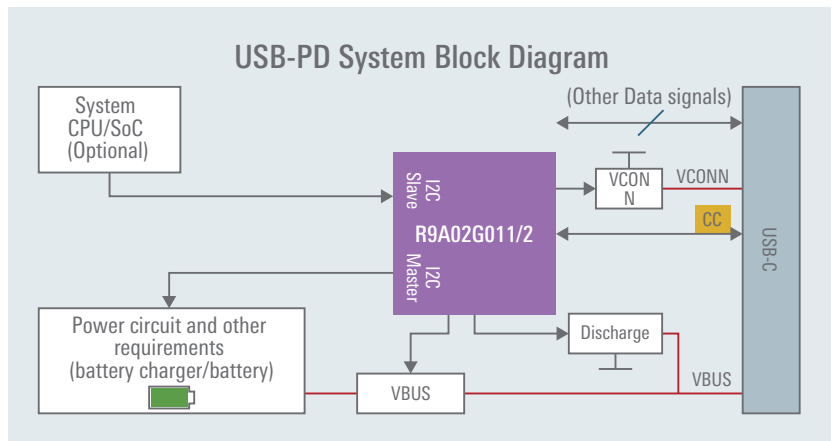 USB-PD System Block Diagram
System
CPU/SoC
(Optional)
(Other Data signals)
I2C
Slave
VCON
N
VCONN
R9A02G011/2
CC
USB-C
I2C
Master
Power circuit and other
requirements
(battery charger/battery)
Discharge
VBUS
VBUS